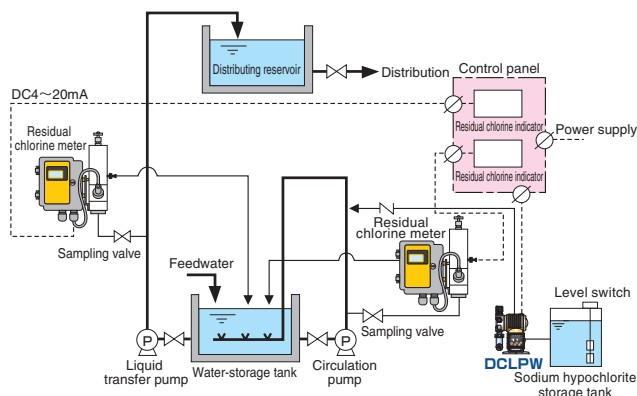 Distributing reservoir
Distribution
Control panel
DC4～20mA
Residual chlorine indicator
Power supply
Residual chlorine indicator
Residual
chlorine meter
Sampling valve
Residual
chlorine meter
Feedwater
Level switch
Sampling valve
P
P
DCLPW
Liquid
transfer pump
Water-storage tank
Circulation
pump
Sodium hypochlorite
storage tank